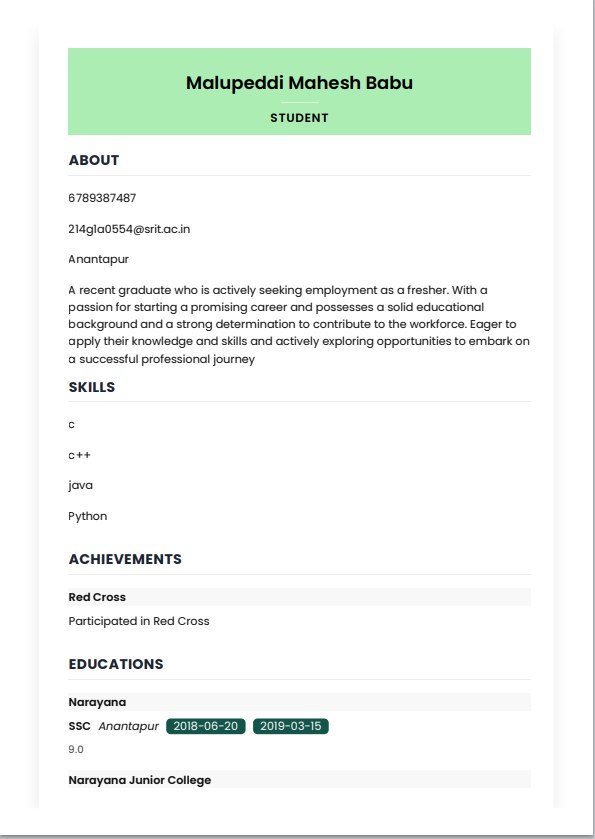 Malupeddi Mahesh Babu
STUDENT
ABOUT
6789387487
214g1a0554@srit.ac.in
Anantapur
A recent graduate who is actively seeking employment as a fresher. With a
passion for starting a promising career and possesses a solid educational
background and a strong determination to contribute to the workforce. Eager to
apply their knowledge and skills and actively exploring opportunities to embark on
a successful professional journey
SKILLS
c
c++
java
Python
ACHIEVEMENTS
Red Cross
Participated in Red Cross
EDUCATIONS
Narayana
SSC Anantapur 2018-06-20 2019-03-15
9.0
Narayana Junior College